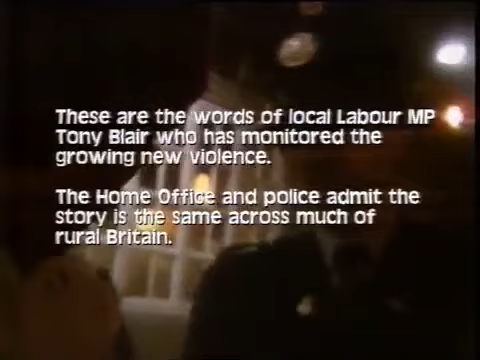 These are the words of local Labour MP
Tony Blair who has monitored the
growing new violence.
The Home Office and police admit the
story is the same across much of
rural Britain.